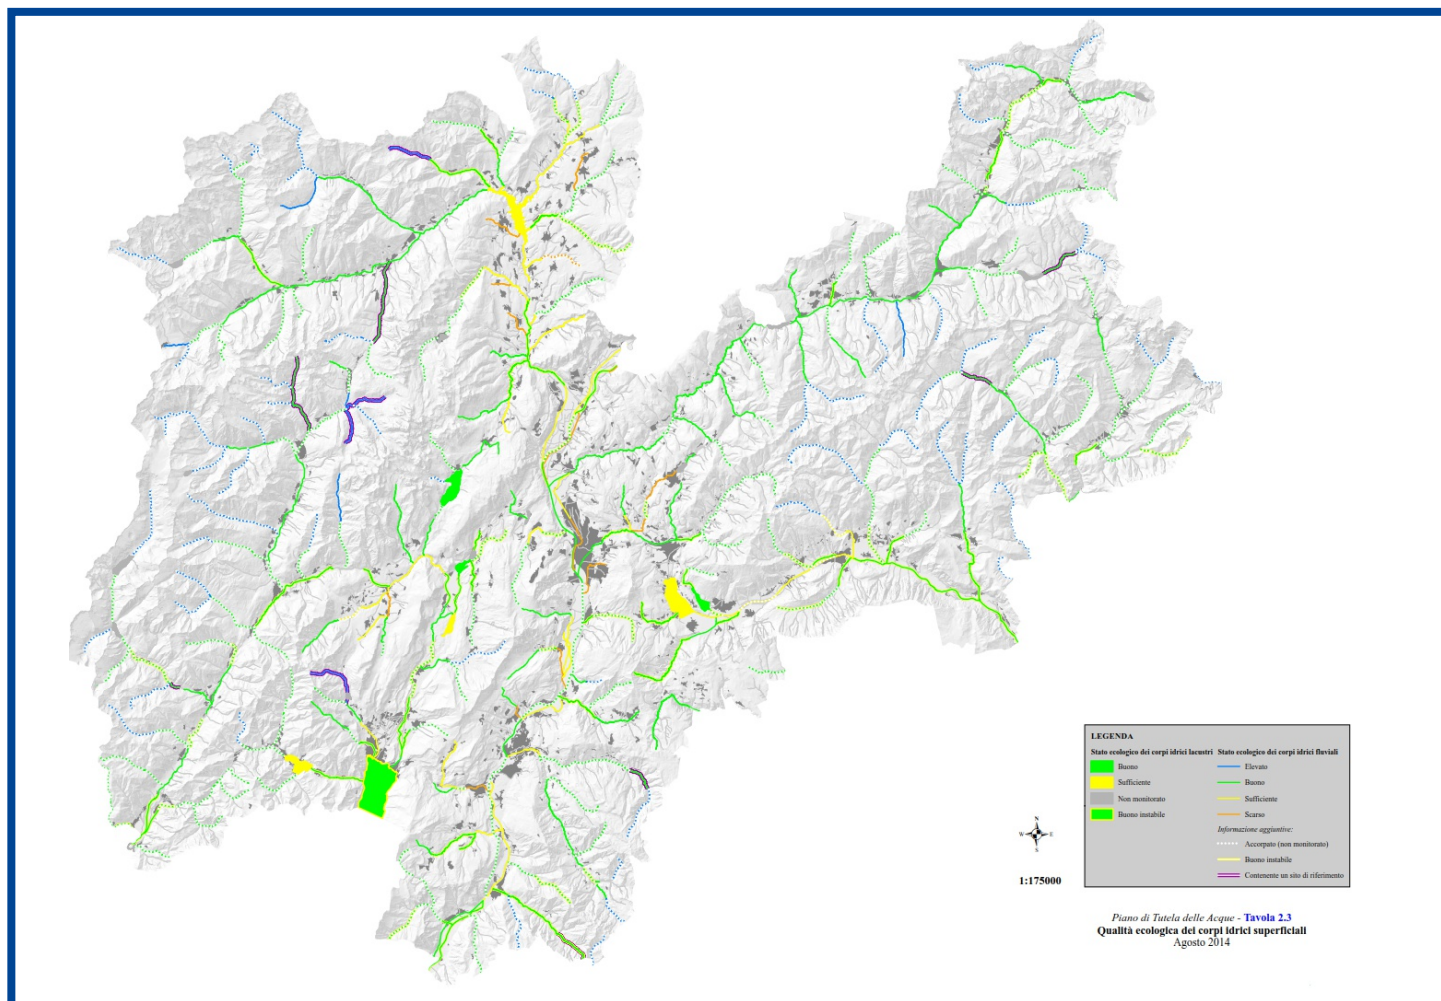 LEGENDA
Stato ecologico dei corpi idrici lacustri
Buono
Sufficiente
Non monitorato
Buono instabile
Stato ecologico dei corpi idrici fluviali
Elevato
Buono
Sufficiente
Scarso
Informazione aggiuntive:
Accorpato (non monitorato)
Buono instabile
Contenente un sito di riferimento
N
W E
S
1:175000
Piano di Tutela delle Acque - Tavola 2.3
Qualità ecologica dei corpi idrici superficiali
Agosto 2014